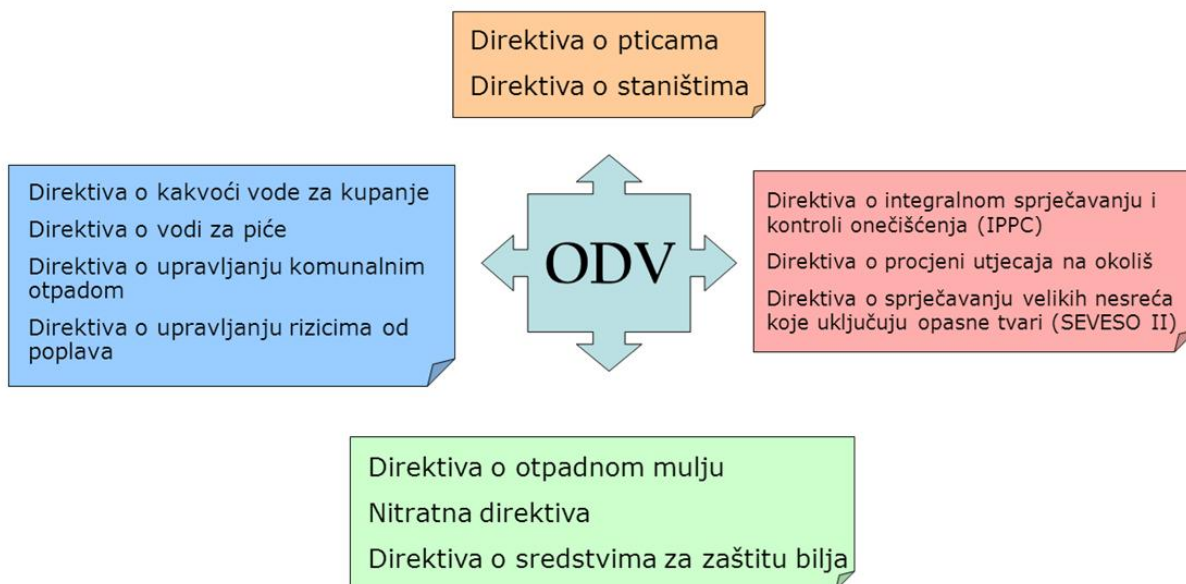 Direktiva o pticama
Direktiva o staništima
Direktiva o kakvoći vode za kupanje
Direktiva o vodi za piće
Direktiva o upravljanju komunalnim
otpadom
Direktiva o upravljanju rizicima od
poplava
ODV
Direktiva o integralnom sprječavanju i
kontroli onečišćenja (IPPC)
Direktiva o procjeni utjecaja na okoliš
Direktiva o sprječavanju velikih nesreća
koje uključuju opasne tvari (SEVESO II)
Direktiva o otpadnom mulju
Nitratna direktiva
Direktiva o sredstvima za zaštitu bilja